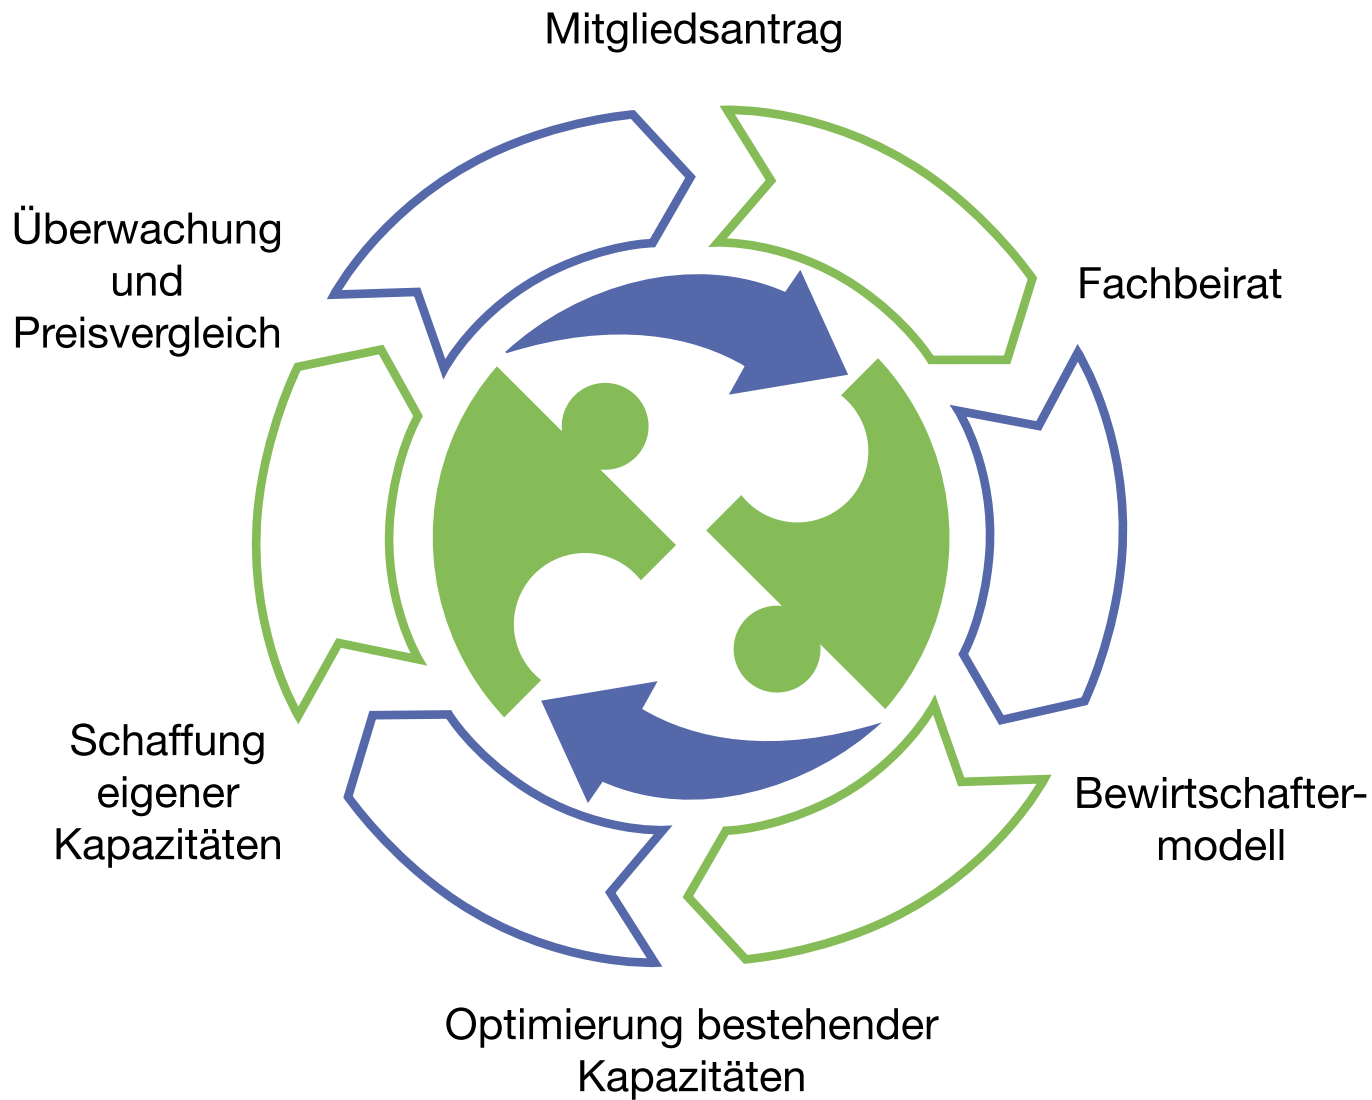 Mitgliedsantrag
Fachbeirat
Bewirtschafter-
modell
Optimierung bestehender
Kapazitäten
Schaffung
eigener
Kapazitäten
Überwachung
und
Preisvergleich